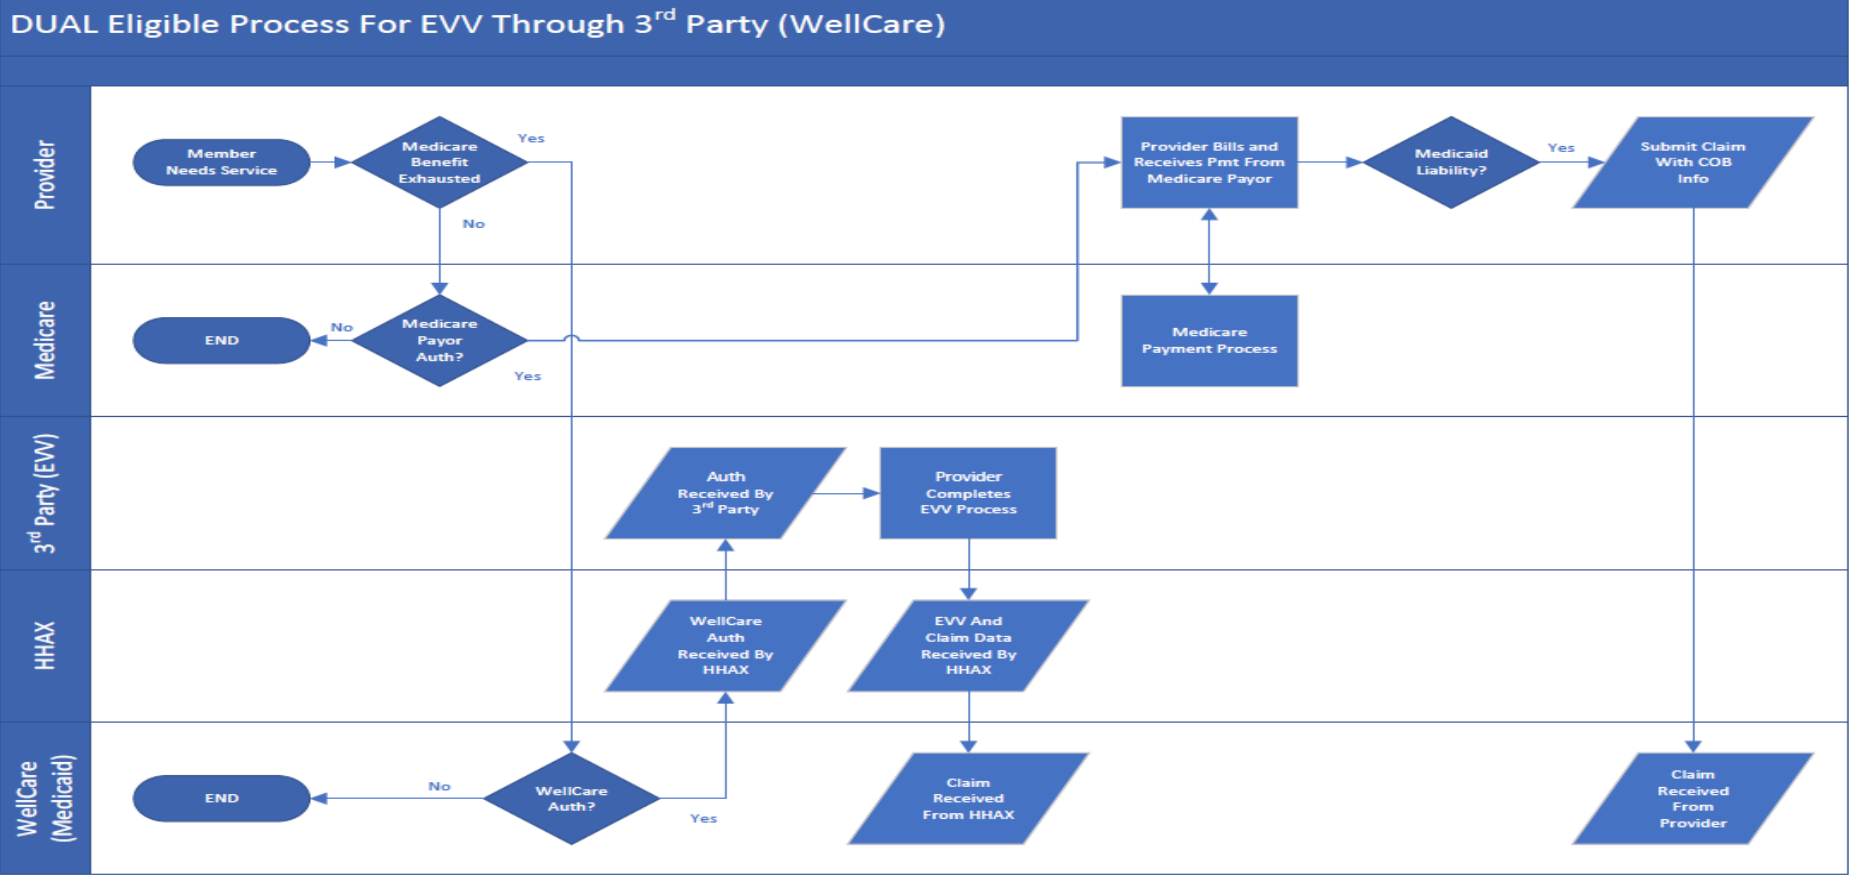 DUAL Eligible Process For EVV Through 3rd Party (WellCare)
Provider
Member
Needs Service
Medicare
Benefit
Exhausted
Yes
No
Provider Bills and
Receives Pmt From
Medicare Payor
Medicaid
Liability?
Yes
Submit Claim
With COB
Info
Medicare
END
No
Medicare
Payor
Auth?
Yes
Medicare
Payment Process
3rd Party (EVV)
Auth
Received By
3rd Party
Provider
Completes
EVV Process
HHAX
WellCare
Auth
Received By
HHAX
EVV And
Claim Data
Received By
HHAX
WellCare
(Medicaid)
END
No
WellCare
Auth?
Yes
Claim
Received
From HHAX
Claim
Received
From
Provider